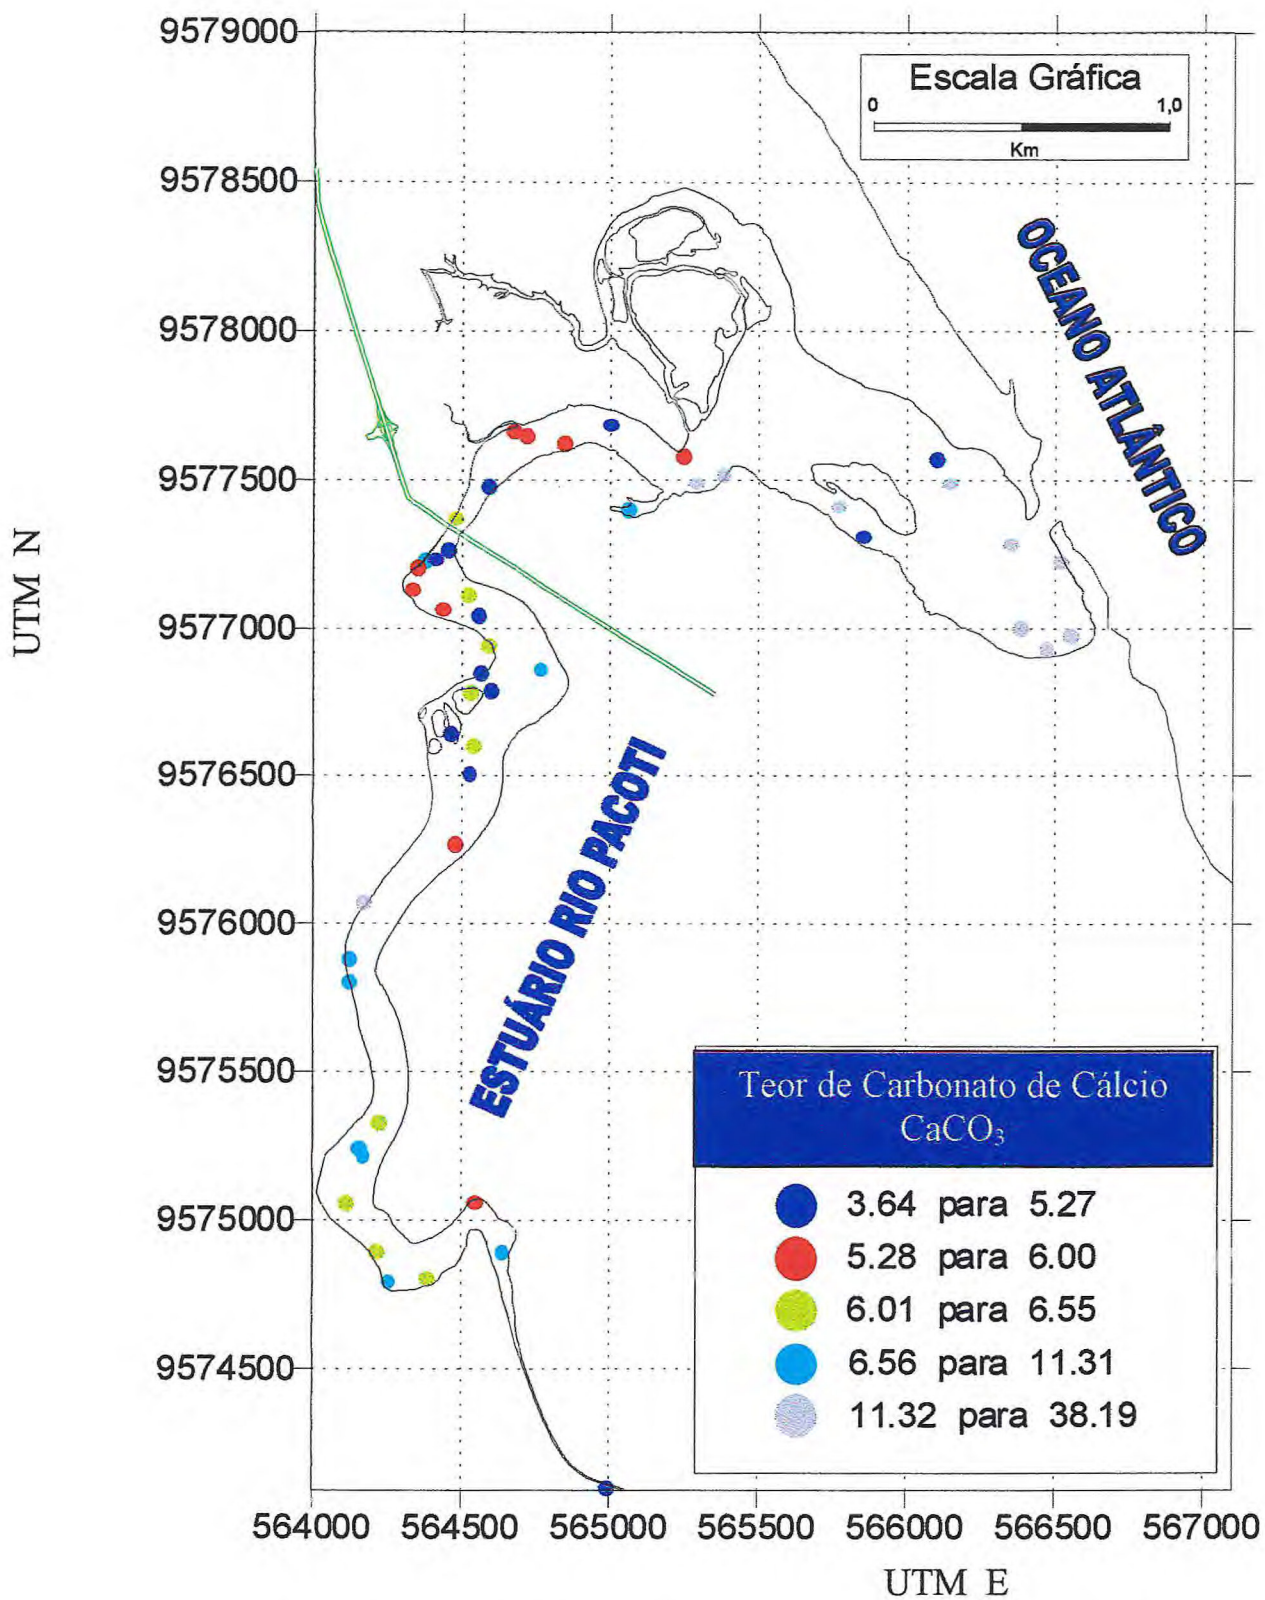 9579000
Escala Gráfica
0 1,0
Km
9578500
OCEANO ATLÂNTICO
9578000
9577500
UTM N
9577000
9576500
ESTUÁRIO RIO PACOTI
9576000
9575500
Teor de Carbonato de Cálcio
CaCO₃
3.64 para 5.27
9575000
5.28 para 6.00
6.01 para 6.55
9574500
6.56 para 11.31
11.32 para 38.19
564000 564500 565000 565500 566000 566500 567000
UTM E